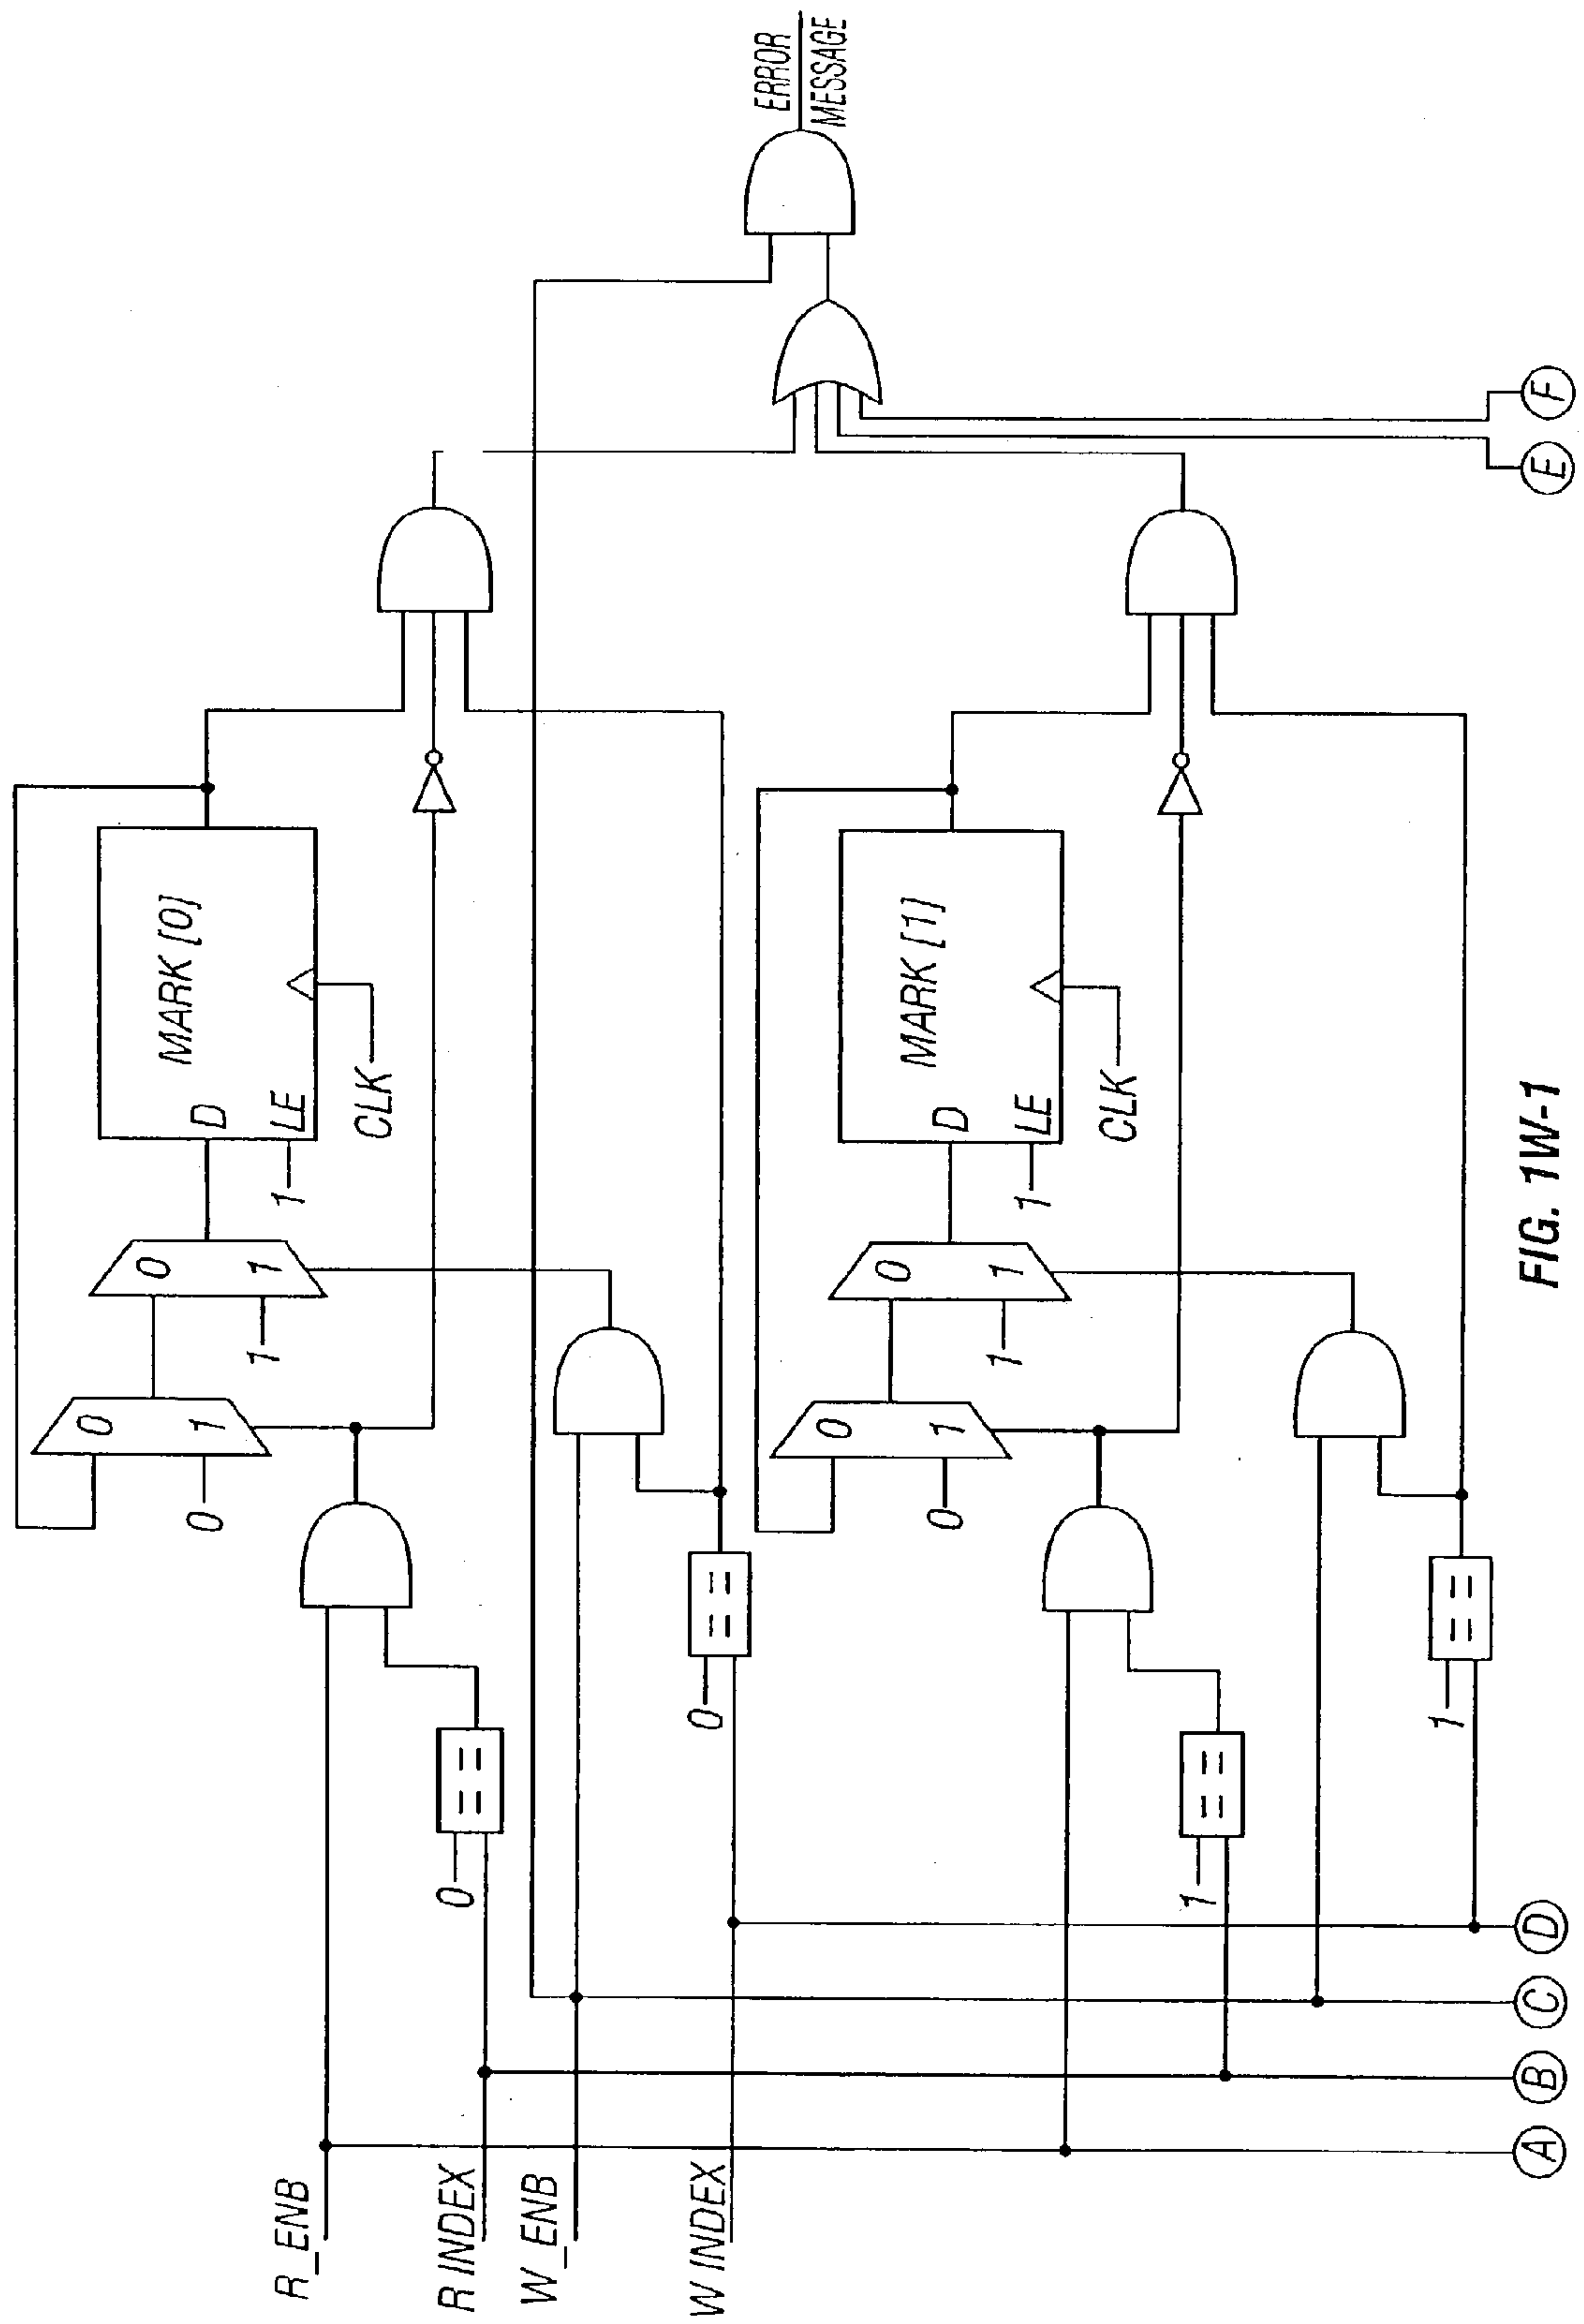 R_ENB
R INDEX
W_ENB
W INDEX
0
1
0
1
0
1
MARK [0]
D
1
LE
CLK
0
0
ERROR
MESSAGE
0
1
0
1
0
1
MARK [1]
D
1
LE
CLK
1
1
A
B
C
D
E
F
FIG. 1W-1